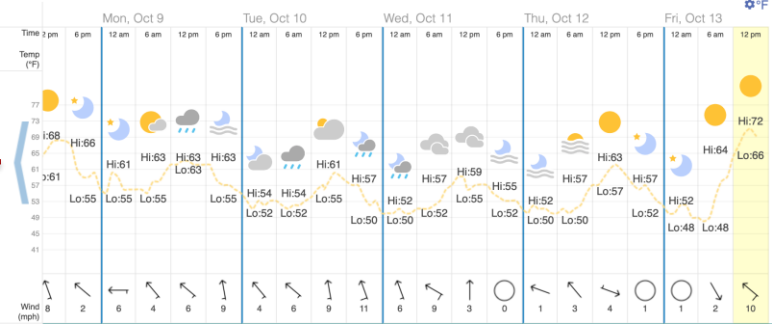 °F
Mon, Oct 9
Tue, Oct 10
Wed, Oct 11
Thu, Oct 12
Fri, Oct 13
Time
2 pm 6 pm 12 am 6 am 12 pm 6 pm 12 am 6 am 12 pm 6 pm 12 am 6 am 12 pm 6 pm 12 am 6 am 12 pm 6 pm 12 am 6 am 12 pm
Temp
(°F)
77
73
69
65
61
57
53
49
45
41
i:68 Lo:61
Hi:66 Lo:55
Hi:61 Lo:55
Hi:63 Lo:55
Hi:63 Lo:63
Hi:63 Lo:55
Hi:54 Lo:52
Hi:54 Lo:52
Hi:61 Lo:55
Hi:57 Lo:50
Hi:52 Lo:50
Hi:57 Lo:52
Hi:59 Lo:55
Hi:55 Lo:52
Hi:52 Lo:50
Hi:57 Lo:50
Hi:63 Lo:57
Hi:57 Lo:52
Hi:52 Lo:48
Hi:64 Lo:48
Hi:72 Lo:66
Wind
(mph)
8 2 6 4 6 9 4 6 9 11 6 9 3 0 1 3 4 1 1 2 10